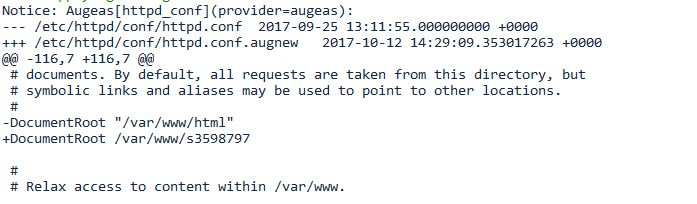 Notice: Augeas[httpd_conf](provider=augeas):
--- /etc/httpd/conf/httpd.conf  2017-09-25 13:11:55.000000000 +0000
+++ /etc/httpd/conf/httpd.conf.augnew   2017-10-12 14:29:09.353017263 +0000
@@ -116,7 +116,7 @@
 # documents. By default, all requests are taken from this directory, but
 # symbolic links and aliases may be used to point to other locations.
 #
-DocumentRoot "/var/www/html"
+DocumentRoot /var/www/s3598797
 #
 # Relax access to content within /var/www.